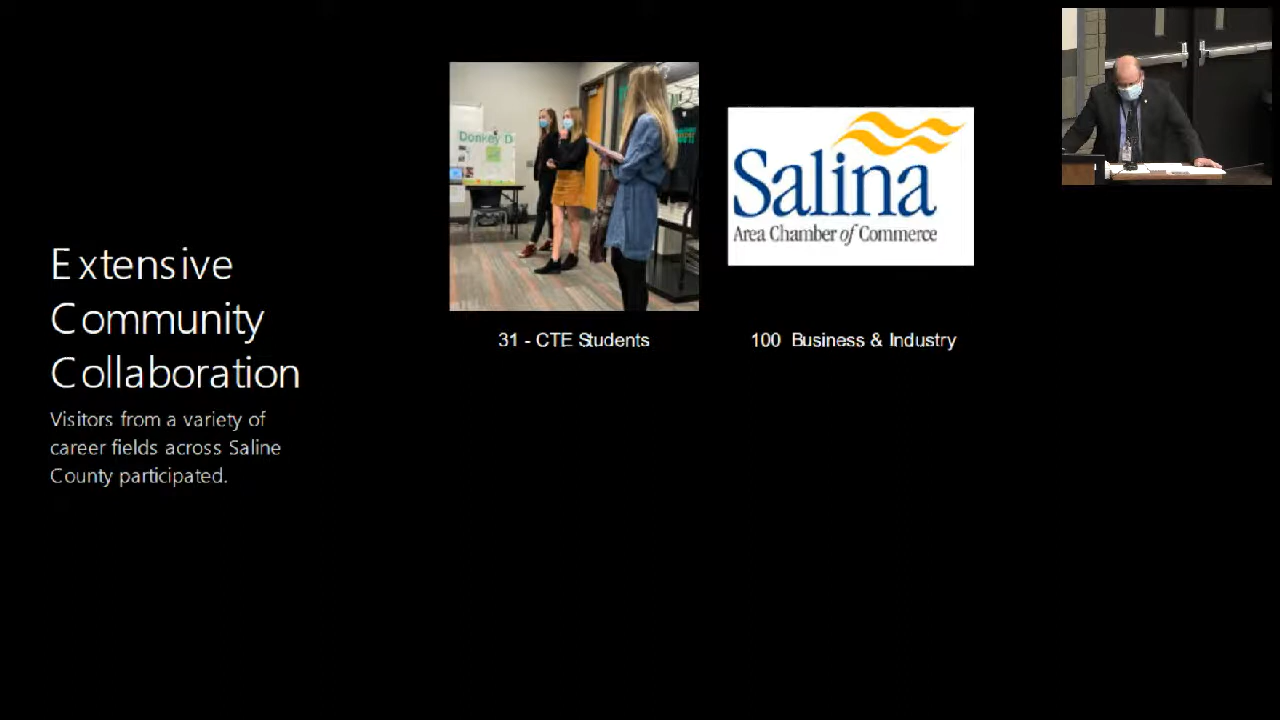 Extensive
Community
Collaboration
Visitors from a variety of
career fields across Saline
County participated.
Donkey D
31 - CTE Students
Salina
Area Chamber of Commerce
100 Business & Industry